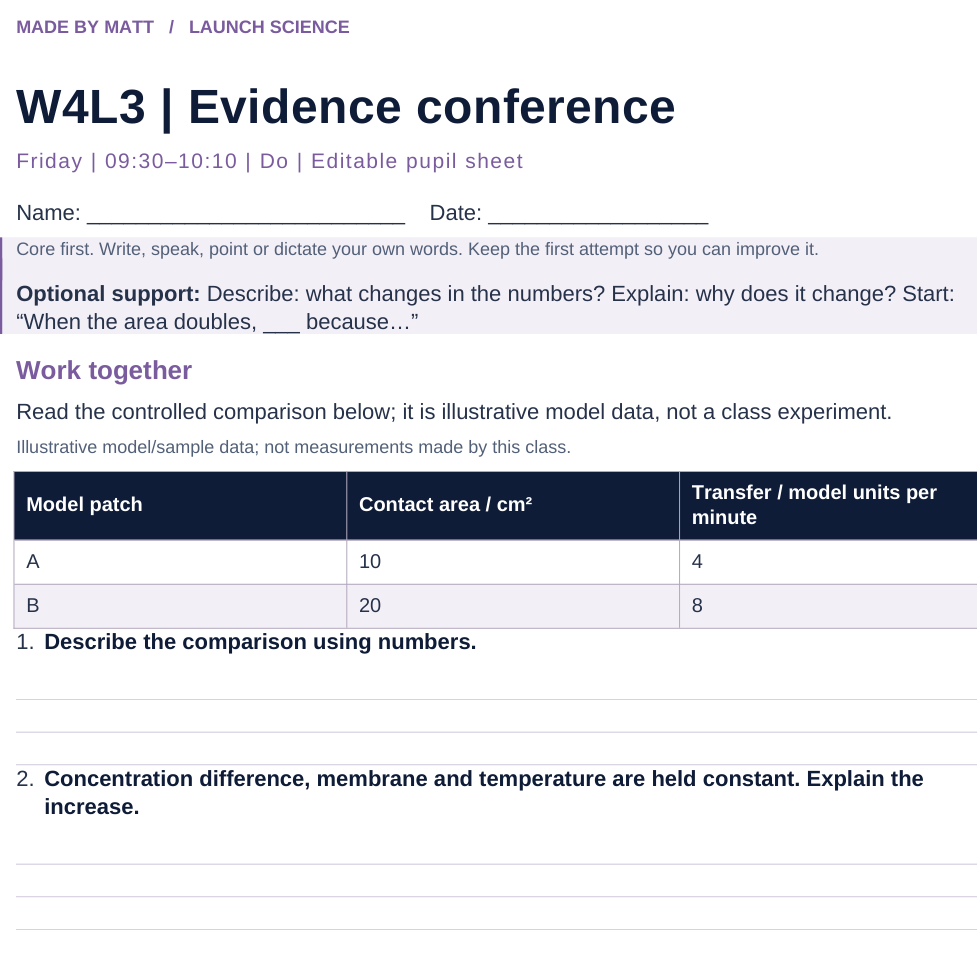 MADE BY MATT / LAUNCH SCIENCE
W4L3 | Evidence conference
Friday | 09:30–10:10 | Do | Editable pupil sheet
Name: __________________________ Date: __________________
Core first. Write, speak, point or dictate your own words. Keep the first attempt so you can improve it.
Optional support: Describe: what changes in the numbers? Explain: why does it change? Start:
“When the area doubles, ___ because…”
Work together
Read the controlled comparison below; it is illustrative model data, not a class experiment.
Illustrative model/sample data; not measurements made by this class.
Model patch Contact area / cm² Transfer / model units per
minute
A 10 4
B 20 8
1. Describe the comparison using numbers.
2. Concentration difference, membrane and temperature are held constant. Explain the
increase.